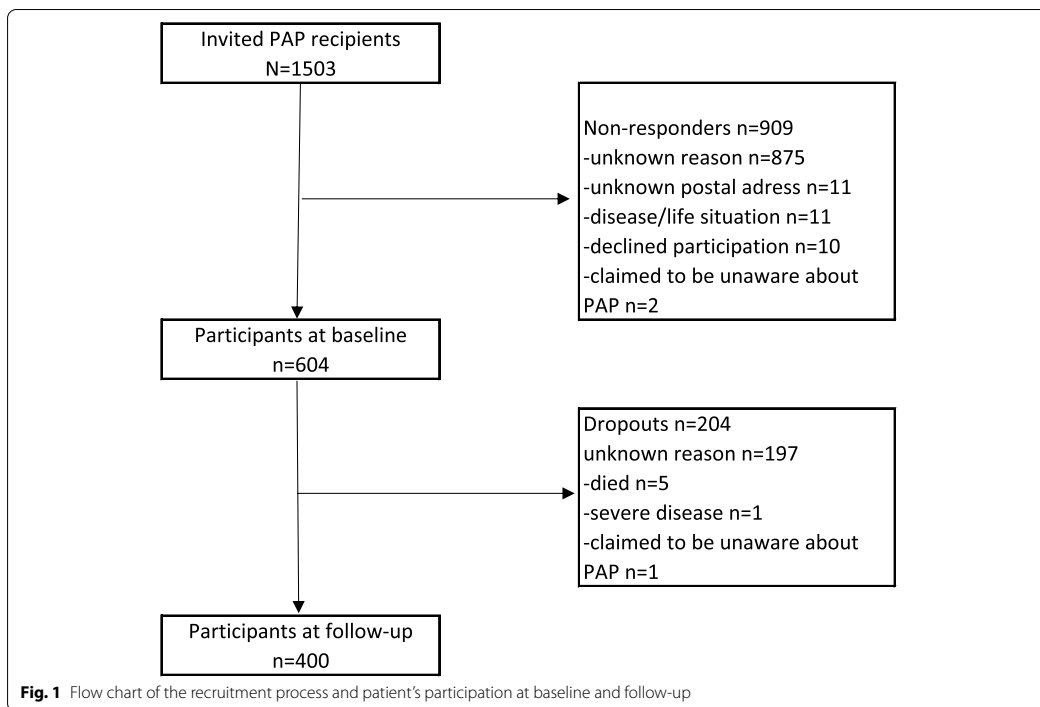 Invited PAP recipients
N=1503
Non-responders n=909
-unknown reason n=875
-unknown postal adress n=11
-disease/life situation n=11
-declined participation n=10
-claimed to be unaware about
PAP n=2
Participants at baseline
n=604
Dropouts n=204
unknown reason n=197
-died n=5
-severe disease n=1
-claimed to be unaware about
PAP n=1
Participants at follow-up
n=400
Fig. 1 Flow chart of the recruitment process and patient’s participation at baseline and follow-up